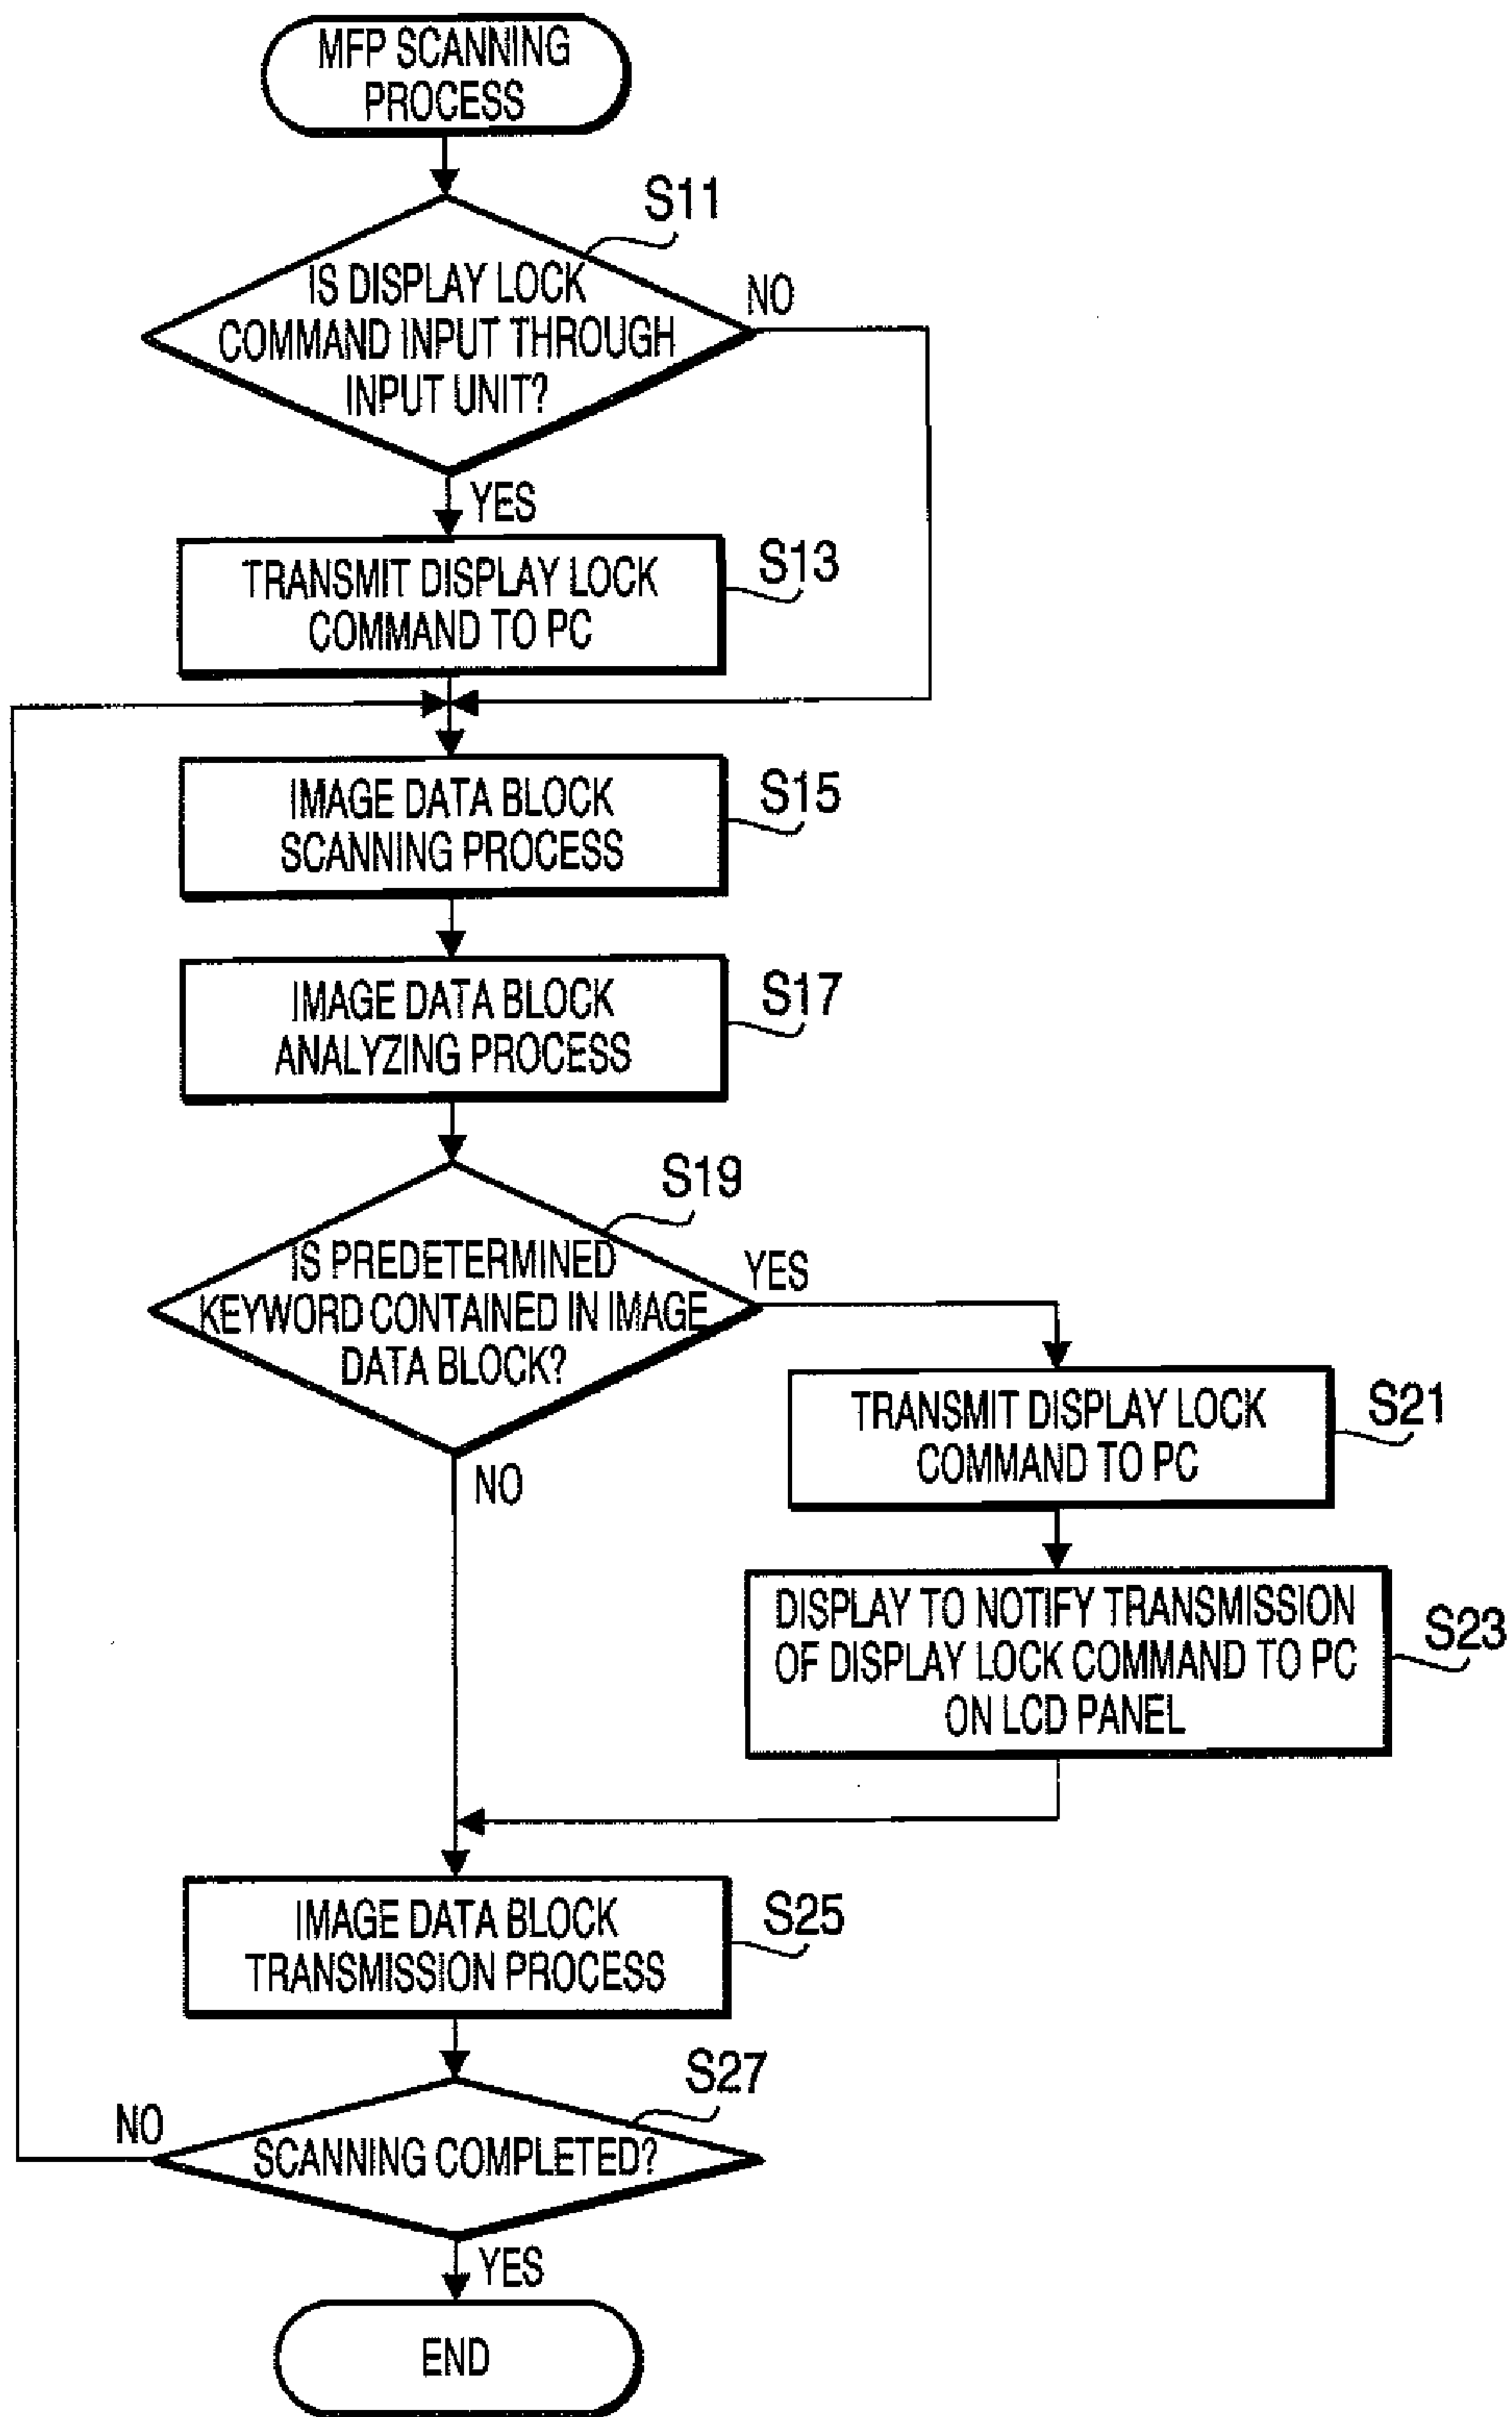 MFP SCANNING
PROCESS
S11
IS DISPLAY LOCK
COMMAND INPUT THROUGH
INPUT UNIT?
NO
YES
S13
TRANSMIT DISPLAY LOCK
COMMAND TO PC
S15
IMAGE DATA BLOCK
SCANNING PROCESS
S17
IMAGE DATA BLOCK
ANALYZING PROCESS
S19
IS PREDETERMINED
KEYWORD CONTAINED IN IMAGE
DATA BLOCK?
YES
NO
S21
TRANSMIT DISPLAY LOCK
COMMAND TO PC
S23
DISPLAY TO NOTIFY TRANSMISSION
OF DISPLAY LOCK COMMAND TO PC
ON LCD PANEL
S25
IMAGE DATA BLOCK
TRANSMISSION PROCESS
S27
NO
SCANNING COMPLETED?
YES
END